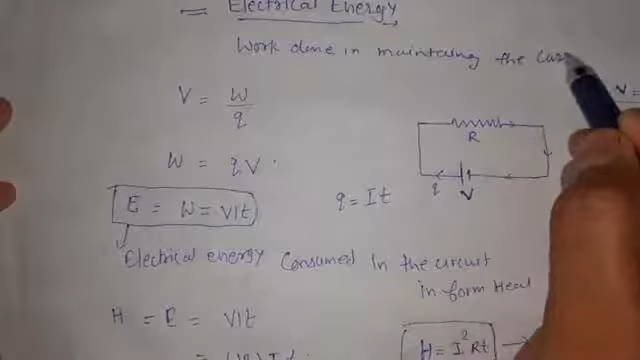 = Electrical Energy
Work done in maintaining the
V = W/q
V =
R
W = qV.
q
V
E = W = VIt
q = It
Electrical energy Consumed in the circuit
in form Heat
H = E = VIt
H = I²Rt →